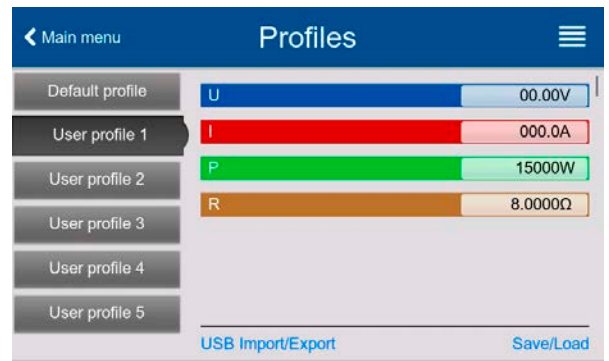 Main menu
Profiles
Default profile
User profile 1
User profile 2
User profile 3
User profile 4
User profile 5
U 00.00V
I 000.0A
P 15000W
R 8.0000Ω
USB Import/Export
Save/Load